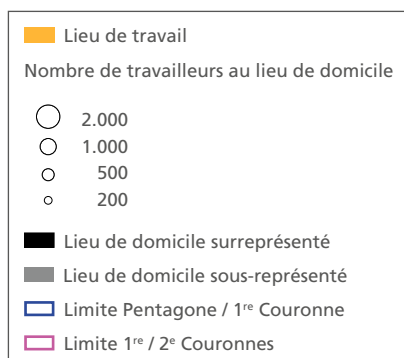 Lieu de travail
Nombre de travailleurs au lieu de domicile
2.000
1.000
500
200
Lieu de domicile surreprésenté
Lieu de domicile sous-représenté
Limite Pentagone / 1re Couronne
Limite 1re / 2e Couronnes